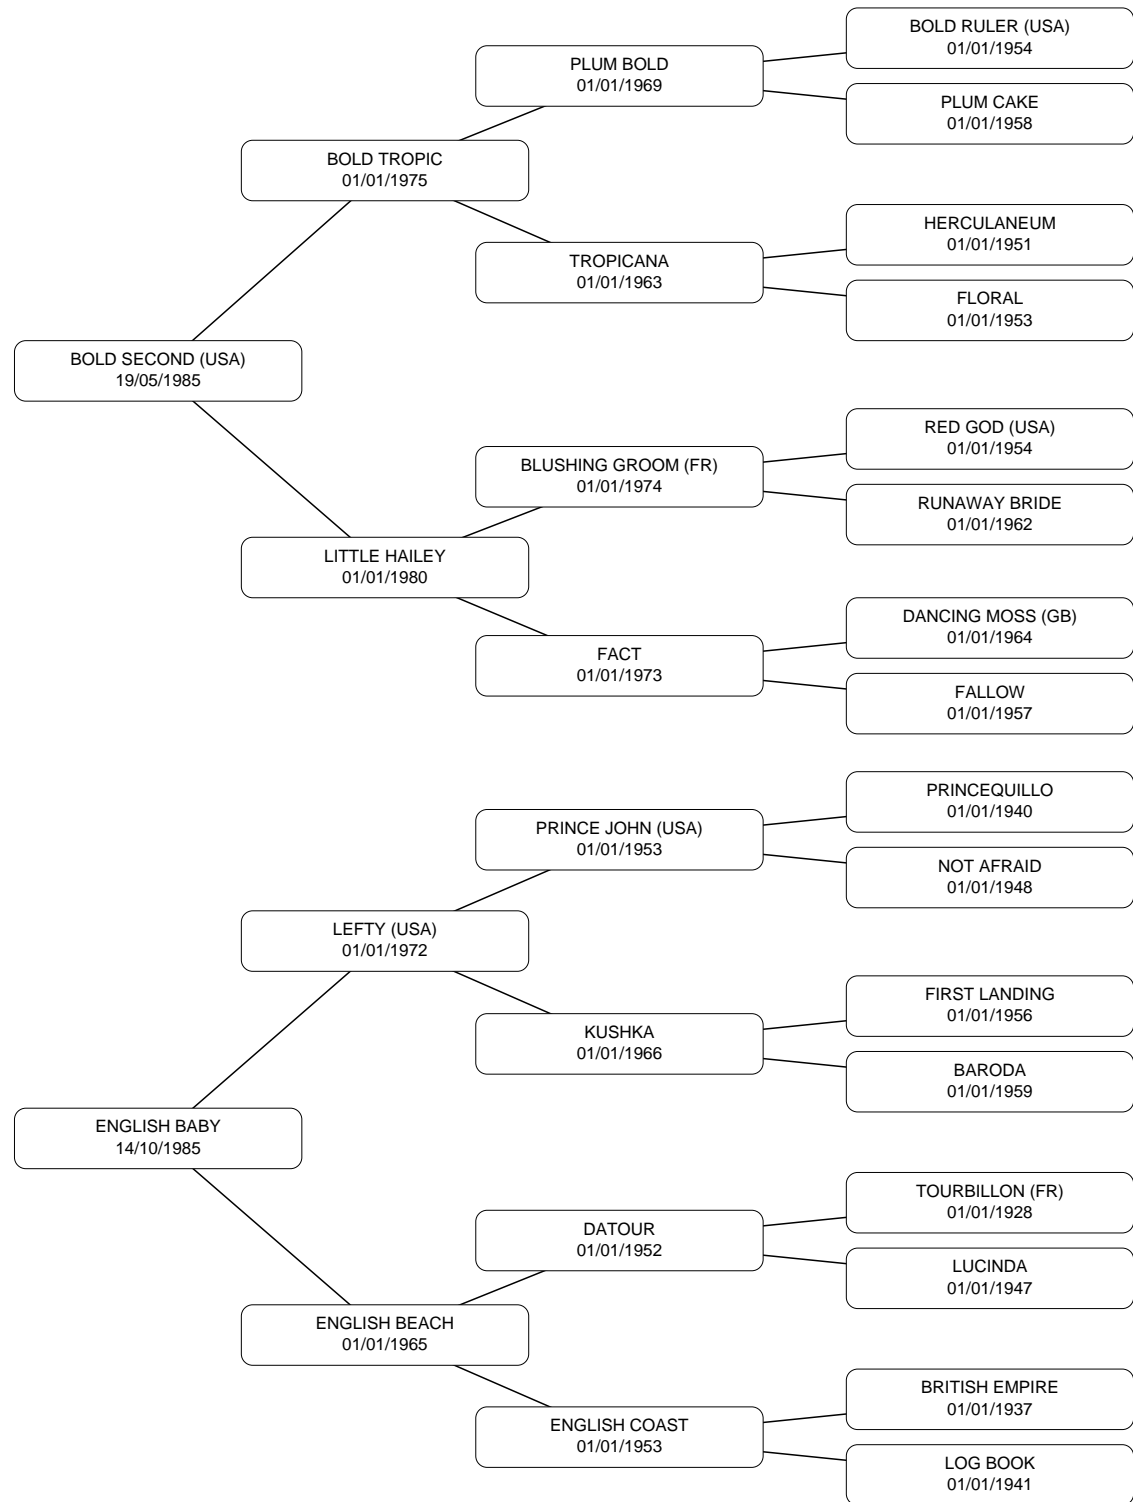 BOLD RULER (USA)
01/01/1954
PLUM BOLD
01/01/1969
PLUM CAKE
01/01/1958
BOLD TROPIC
01/01/1975
HERCULANEUM
01/01/1951
TROPICANA
01/01/1963
FLORAL
01/01/1953
BOLD SECOND (USA)
19/05/1985
RED GOD (USA)
01/01/1954
BLUSHING GROOM (FR)
01/01/1974
RUNAWAY BRIDE
01/01/1962
LITTLE HAILEY
01/01/1980
DANCING MOSS (GB)
01/01/1964
FACT
01/01/1973
FALLOW
01/01/1957
PRINCEQUILLO
01/01/1940
PRINCE JOHN (USA)
01/01/1953
NOT AFRAID
01/01/1948
LEFTY (USA)
01/01/1972
FIRST LANDING
01/01/1956
KUSHKA
01/01/1966
BARODA
01/01/1959
ENGLISH BABY
14/10/1985
TOURBILLON (FR)
01/01/1928
DATOUR
01/01/1952
LUCINDA
01/01/1947
ENGLISH BEACH
01/01/1965
BRITISH EMPIRE
01/01/1937
ENGLISH COAST
01/01/1953
LOG BOOK
01/01/1941